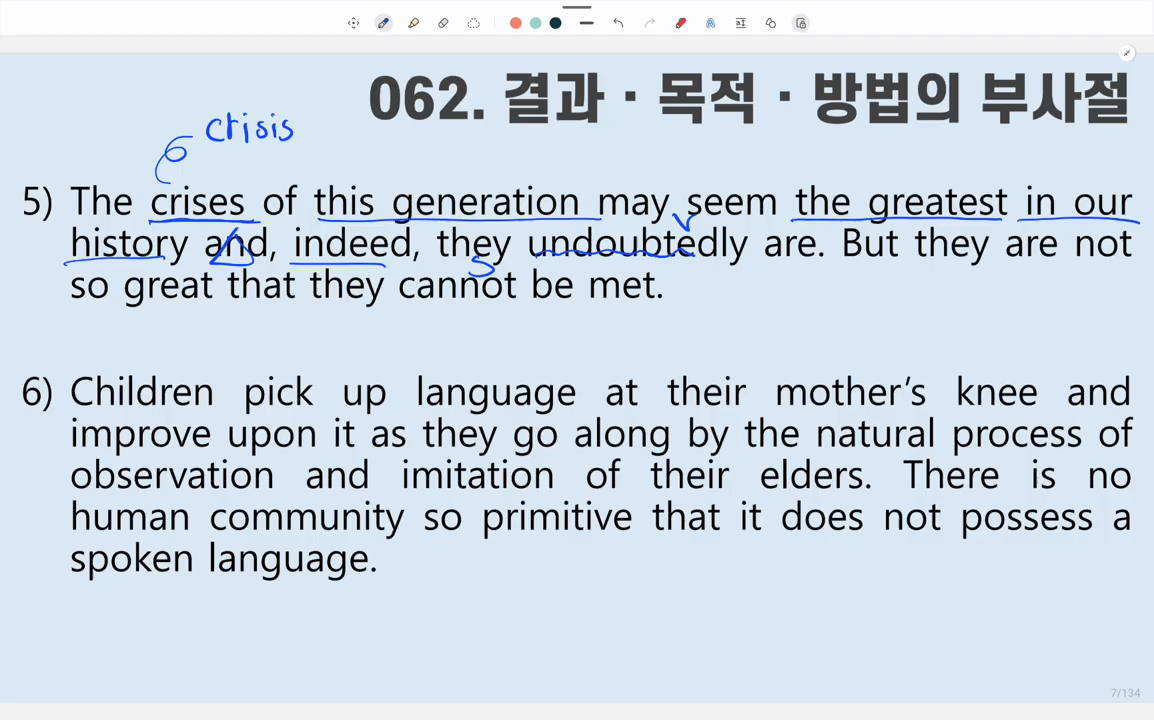 062. 결과 · 목적 · 방법의 부사절
crisis
5) The crises of this generation may seem the greatest in our
V
history and, indeed, they undoubtedly are. But they are not
S
so great that they cannot be met.
6) Children pick up language at their mother’s knee and
improve upon it as they go along by the natural process of
observation and imitation of their elders. There is no
human community so primitive that it does not possess a
spoken language.
7/134